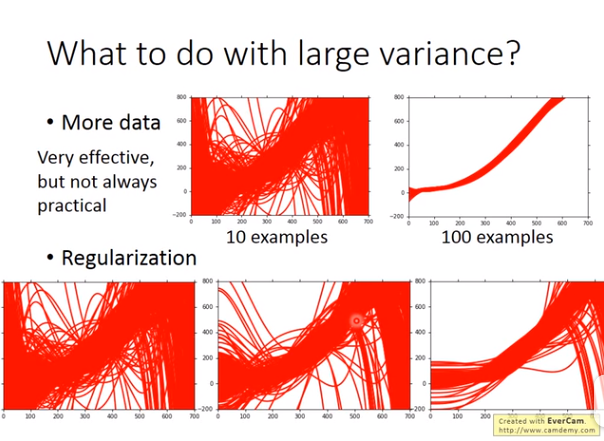 What to do with large variance?
• More data
Very effective,
but not always
practical
800
600
400
200
0
−200
0 100 200 300 400 500 600 700
10 examples
800
600
400
200
0
−200
0 100 200 300 400 500 600 700
100 examples
• Regularization
0 100 200 300 400 500 600 700
800
600
400
200
0
−200
0 100 200 300 400 500 600 700
800
600
400
200
0
−200
0 100 200 300 400
Created with EverCam.
http://www.camdemy.com